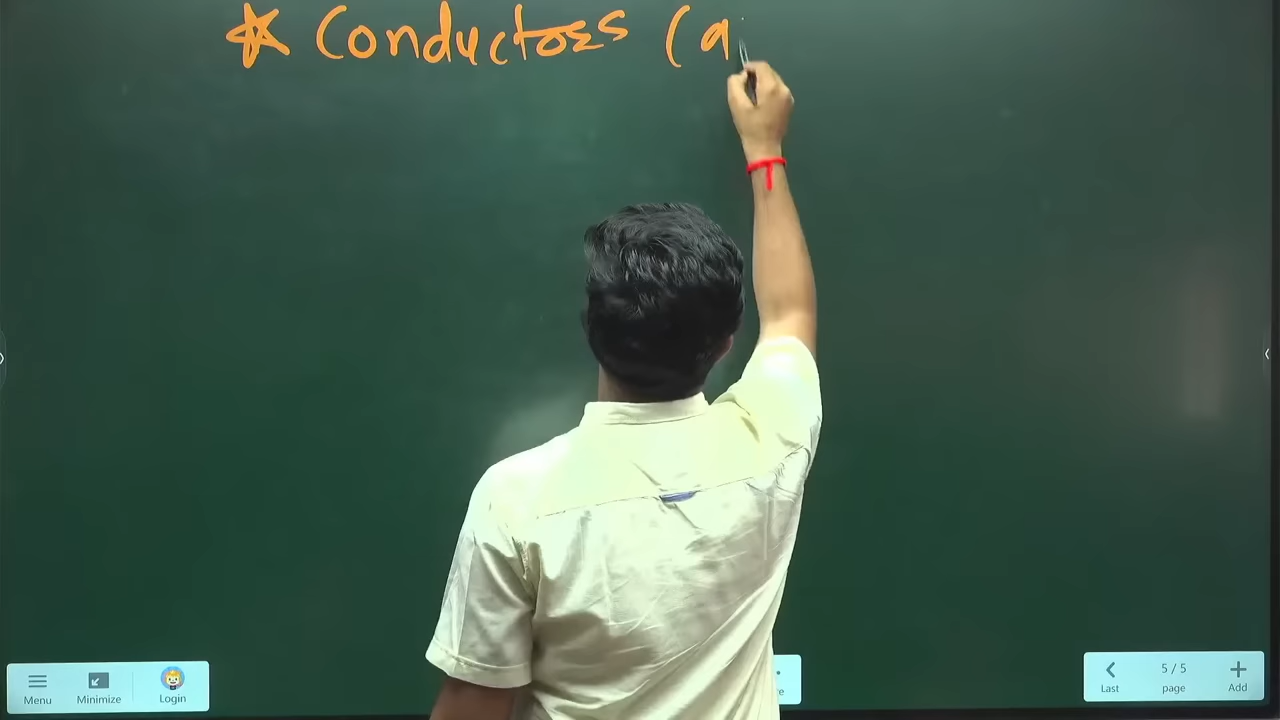 ★ Conductors (a
Menu
Minimize
Login
Last
5 / 5
page
Add